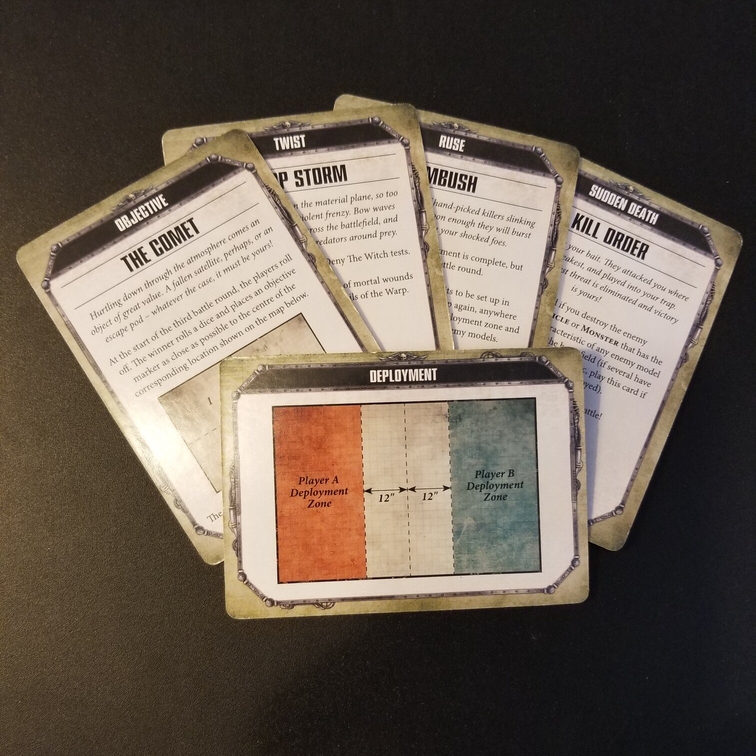 OBJECTIVE
THE COMET
Hurtling down through the atmosphere comes an
object of great value. A fallen satellite, perhaps, or an
escape pod – whatever the case, it must be yours!
At the start of the third battle round, the players roll
off. The winner rolls a dice and places an objective
marker as close as possible to the centre of the
corresponding location shown on the map below.
1
The
TWIST
P STORM
n the material plane, so too
iolent frenzy. Bow waves
ross the battlefield, and
redators around prey.
Deny The Witch tests.
of mortal wounds
ls of the Warp.
RUSE
MBUSH
hand-picked killers slinking
on enough they will burst
your shocked foes.
ment is complete, but
ttle round.
ts to be set up in
again, anywhere
ployment zone and
my models.
SUDDEN DEATH
KILL ORDER
your bait. They attacked you where
akest, and played into your trap.
at threat is eliminated and victory
is yours!
if you destroy the enemy
ICLE or MONSTER that has the
racteristic of any enemy model
he field (if several have
c, play this card if
yed).
attle!
DEPLOYMENT
Player A
Deployment
Zone
12"
12"
Player B
Deployment
Zone